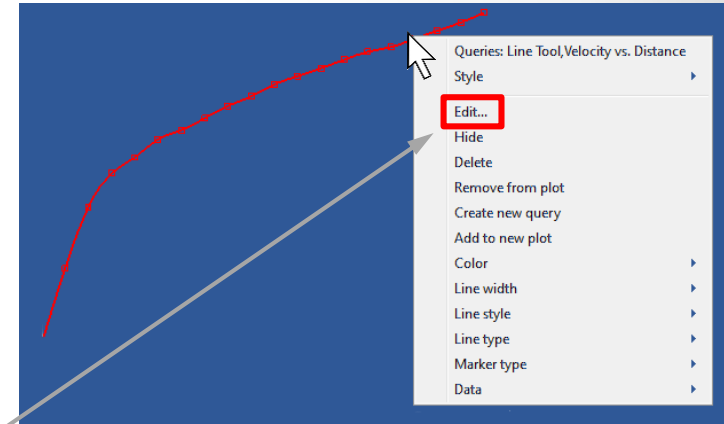 Queries: Line Tool,Velocity vs. Distance
Style
Edit...
Hide
Delete
Remove from plot
Create new query
Add to new plot
Color
Line width
Line style
Line type
Marker type
Data